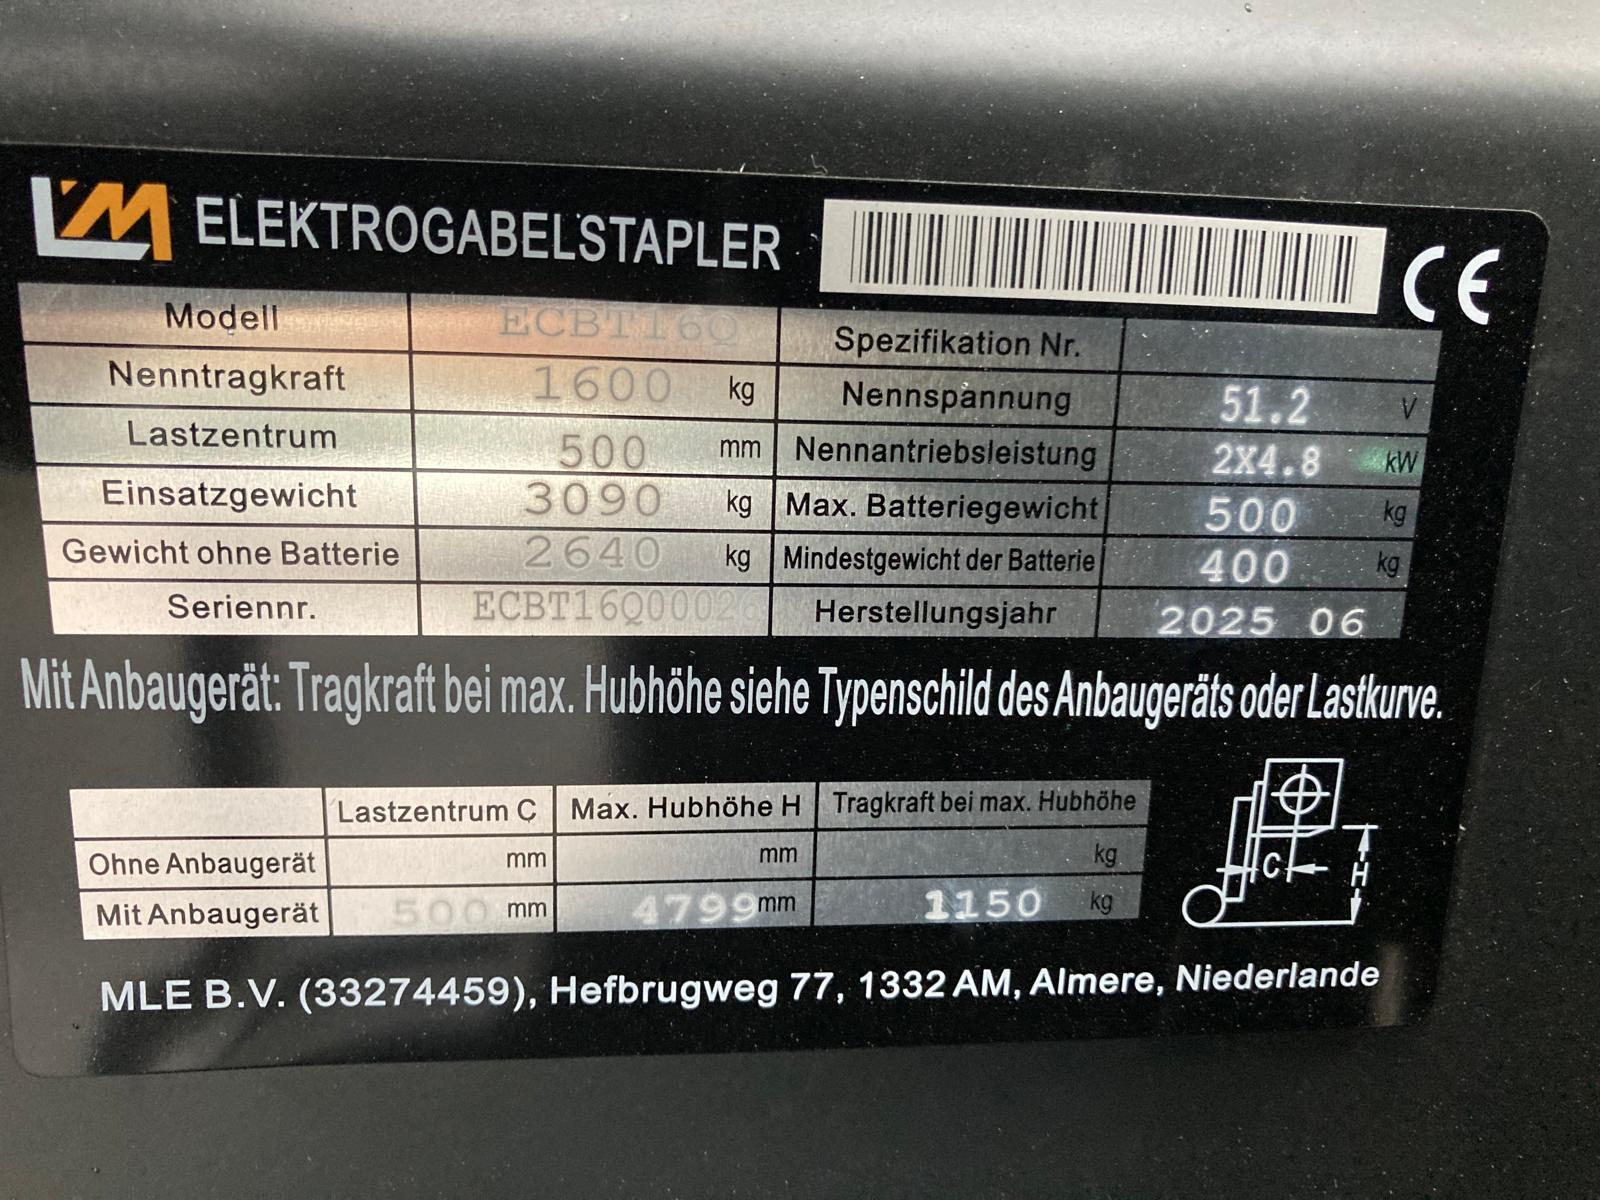 LM ELEKTROGABELSTAPLER CE
Modell ECBT16Q Spezifikation Nr.
Nenntragkraft 1600 kg Nennspannung 51.2 V
Lastzentrum 500 mm Nennantriebsleistung 2X4.8 kW
Einsatzgewicht 3090 kg Max. Batteriegewicht 500 kg
Gewicht ohne Batterie 2640 kg Mindestgewicht der Batterie 400 kg
Seriennr. Herstellungsjahr 2025 06
Mit Anbaugerät: Tragkraft bei max. Hubhöhe siehe Typenschild des Anbaugeräts oder Lastkurve.
Lastzentrum C Max. Hubhöhe H Tragkraft bei max. Hubhöhe
Ohne Anbaugerät mm mm kg
Mit Anbaugerät 500 mm 4799 mm 1150 kg
C H
MLE B.V. (33274459), Hefbrugweg 77, 1332 AM, Almere, Niederlande